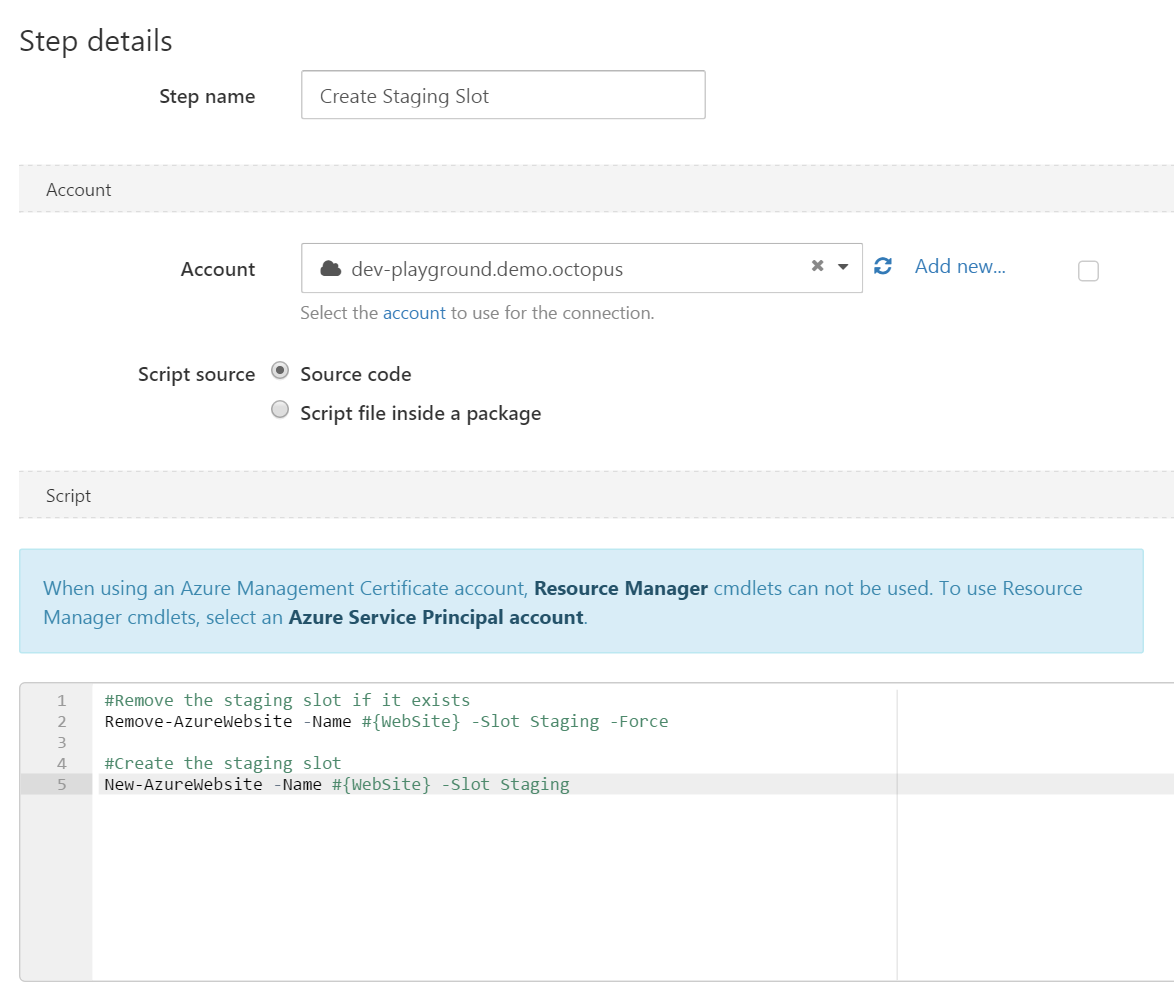 Step details
Step name
Create Staging Slot
Account
Account
dev-playground.demo.octopus
Add new...
Select the account to use for the connection.
Script source
Source code
Script file inside a package
Script
When using an Azure Management Certificate account, Resource Manager cmdlets can not be used. To use Resource
Manager cmdlets, select an Azure Service Principal account.
1 #Remove the staging slot if it exists
2 Remove-AzureWebsite -Name #{WebSite} -Slot Staging -Force
3
4 #Create the staging slot
5 New-AzureWebsite -Name #{WebSite} -Slot Staging